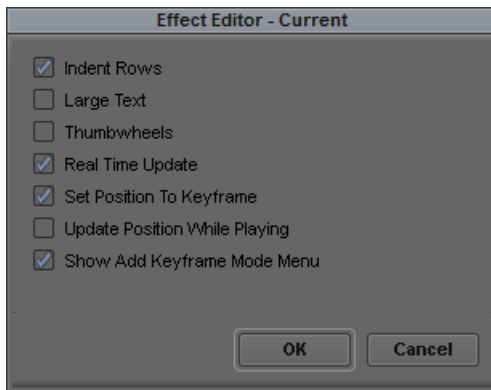 Effect Editor - Current
Indent Rows
Large Text
Thumbwheels
Real Time Update
Set Position To Keyframe
Update Position While Playing
Show Add Keyframe Mode Menu
OK
Cancel